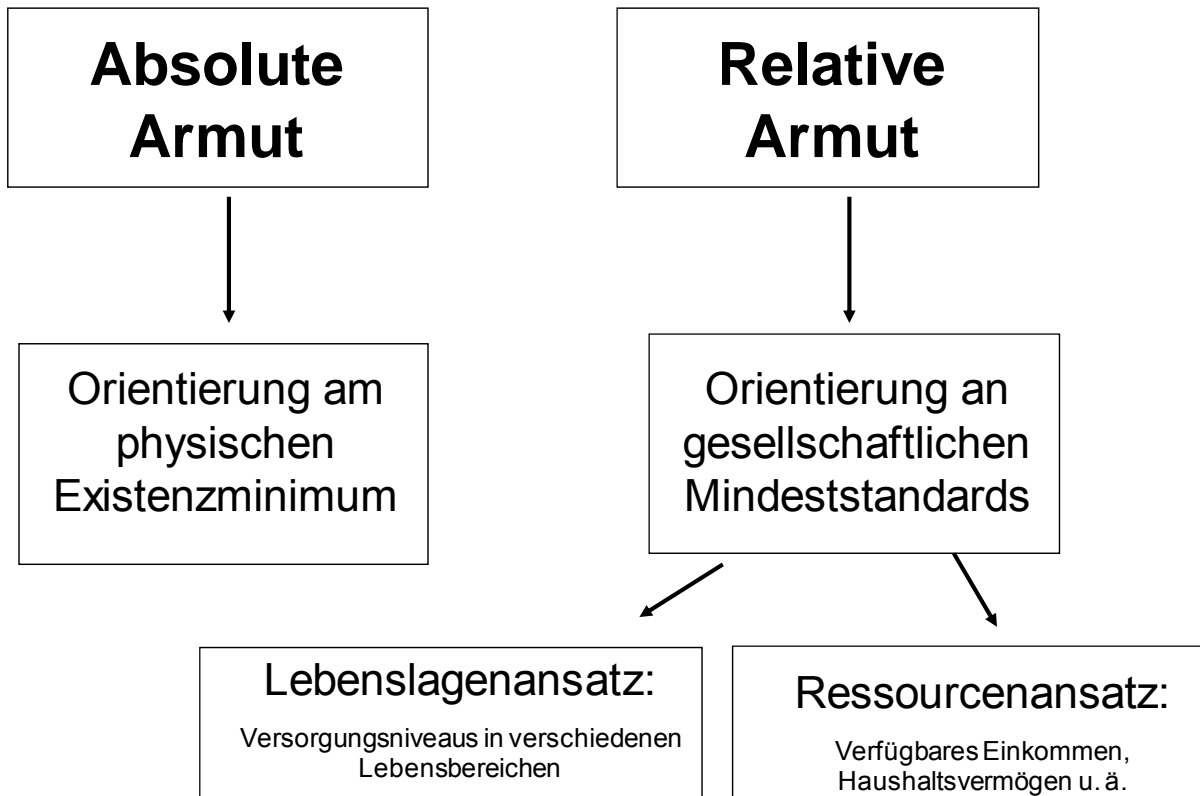 Absolute
Armut
Relative
Armut
Orientierung am
physischen
Existenzminimum
Orientierung an
gesellschaftlichen
Mindeststandards
Lebenslagenansatz:
Versorgungsniveaus in verschiedenen
Lebensbereichen
Ressourcenansatz:
Verfügbares Einkommen,
Haushaltsvermögen u. ä.